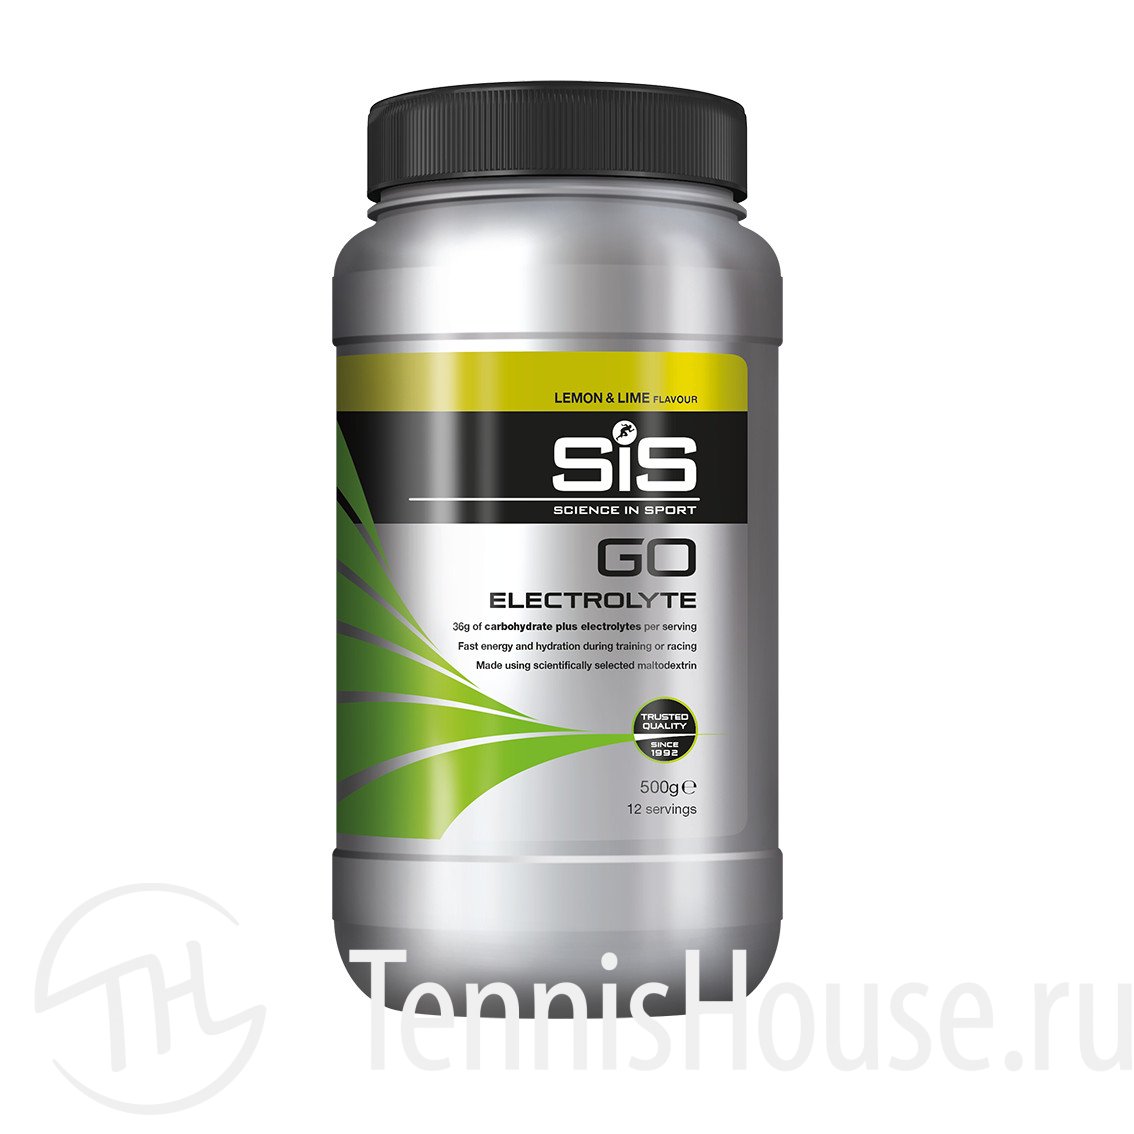 LEMON & LIME FLAVOUR
SiS
SCIENCE IN SPORT
GO
ELECTROLYTE
36g of carbohydrate plus electrolytes per serving
Fast energy and hydration during training or racing
Made using scientifically selected maltodextrin
TRUSTED
QUALITY
SINCE
1992
500g℮
12 servings
TH
TennisHouse.ru